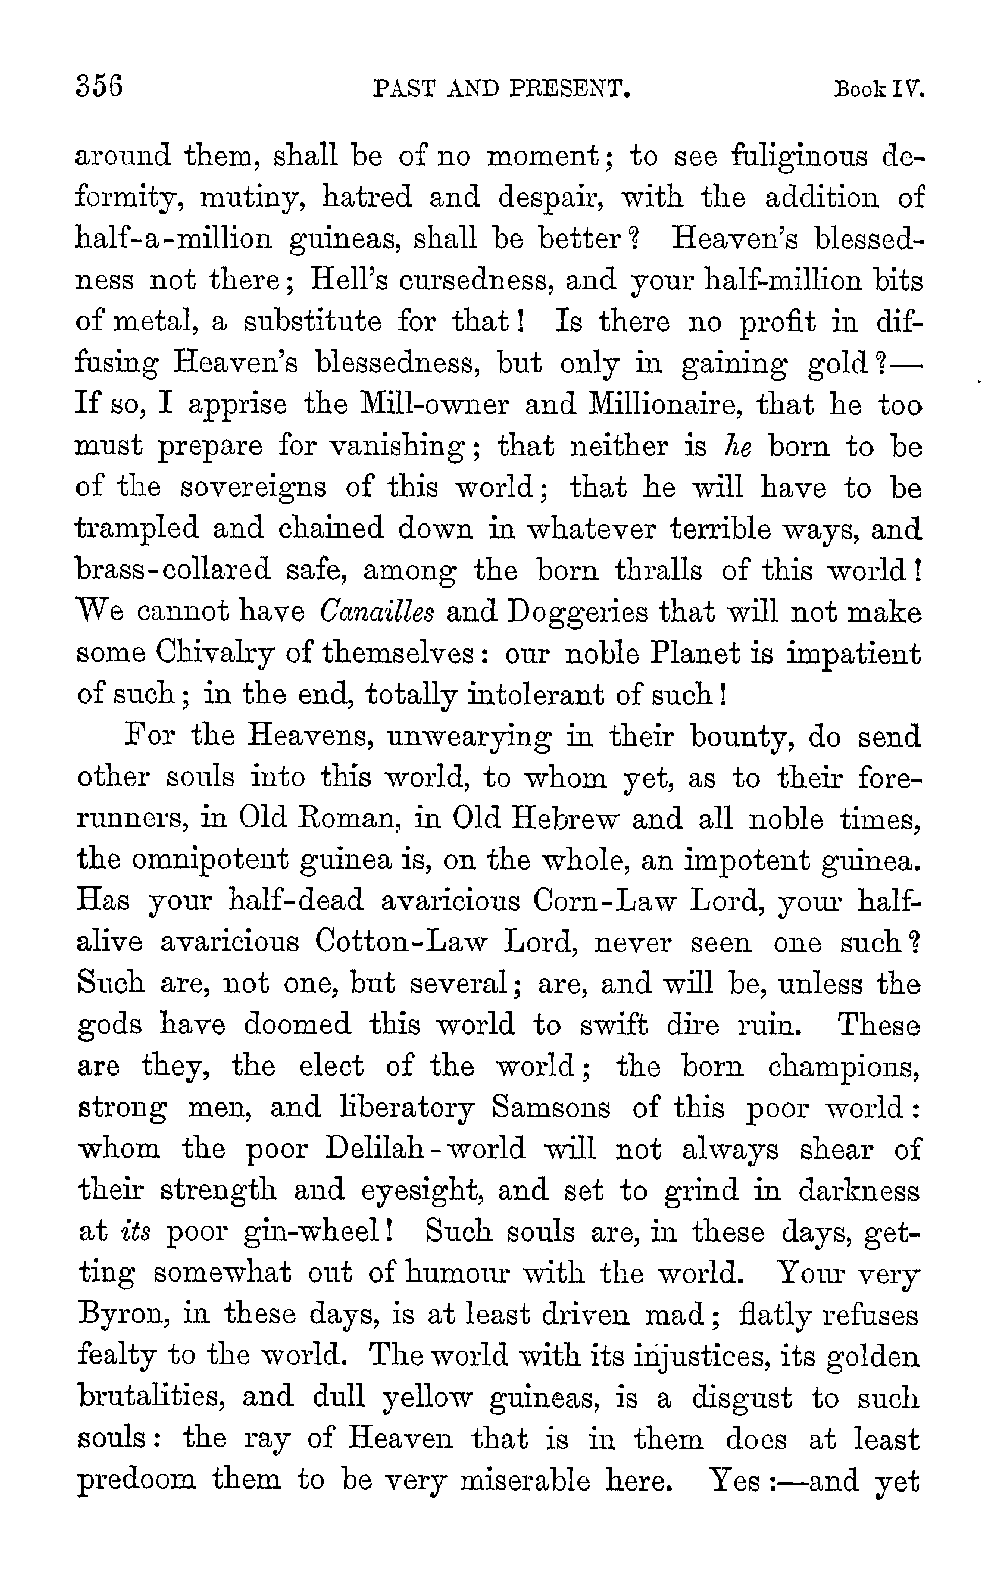 356 PAST AND PRESENT. Book IV.
around them, shall be of no moment; to see fuliginous de-
formity, mutiny, hatred and despair, with the addition of
half-a-million guineas, shall be better? Heaven's blessed-
ness not there; Hell's cursedness, and your half-million bits
of metal, a substitute for that! Is there no profit in dif-
fusing Heaven's blessedness, but only in gaining gold?—
If so, I apprise the Mill-owner and Millionaire, that he too
must prepare for vanishing; that neither is he born to be
of the sovereigns of this world; that he will have to be
trampled and chained down in whatever terrible ways, and
brass-collared safe, among the born thralls of this world!
We cannot have Canailles and Doggeries that will not make
some Chivalry of themselves: our noble Planet is impatient
of such; in the end, totally intolerant of such!
For the Heavens, unwearying in their bounty, do send
other souls into this world, to whom yet, as to their fore-
runners, in Old Roman, in Old Hebrew and all noble times,
the omnipotent guinea is, on the whole, an impotent guinea.
Has your half-dead avaricious Corn-Law Lord, your half-
alive avaricious Cotton-Law Lord, never seen one such?
Such are, not one, but several; are, and will be, unless the
gods have doomed this world to swift dire ruin. These
are they, the elect of the world; the born champions,
strong men, and liberatory Samsons of this poor world:
whom the poor Delilah-world will not always shear of
their strength and eyesight, and set to grind in darkness
at its poor gin-wheel! Such souls are, in these days, get-
ting somewhat out of humour with the world. Your very
Byron, in these days, is at least driven mad; flatly refuses
fealty to the world. The world with its injustices, its golden
brutalities, and dull yellow guineas, is a disgust to such
souls: the ray of Heaven that is in them does at least
predoom them to be very miserable here. Yes:—and yet